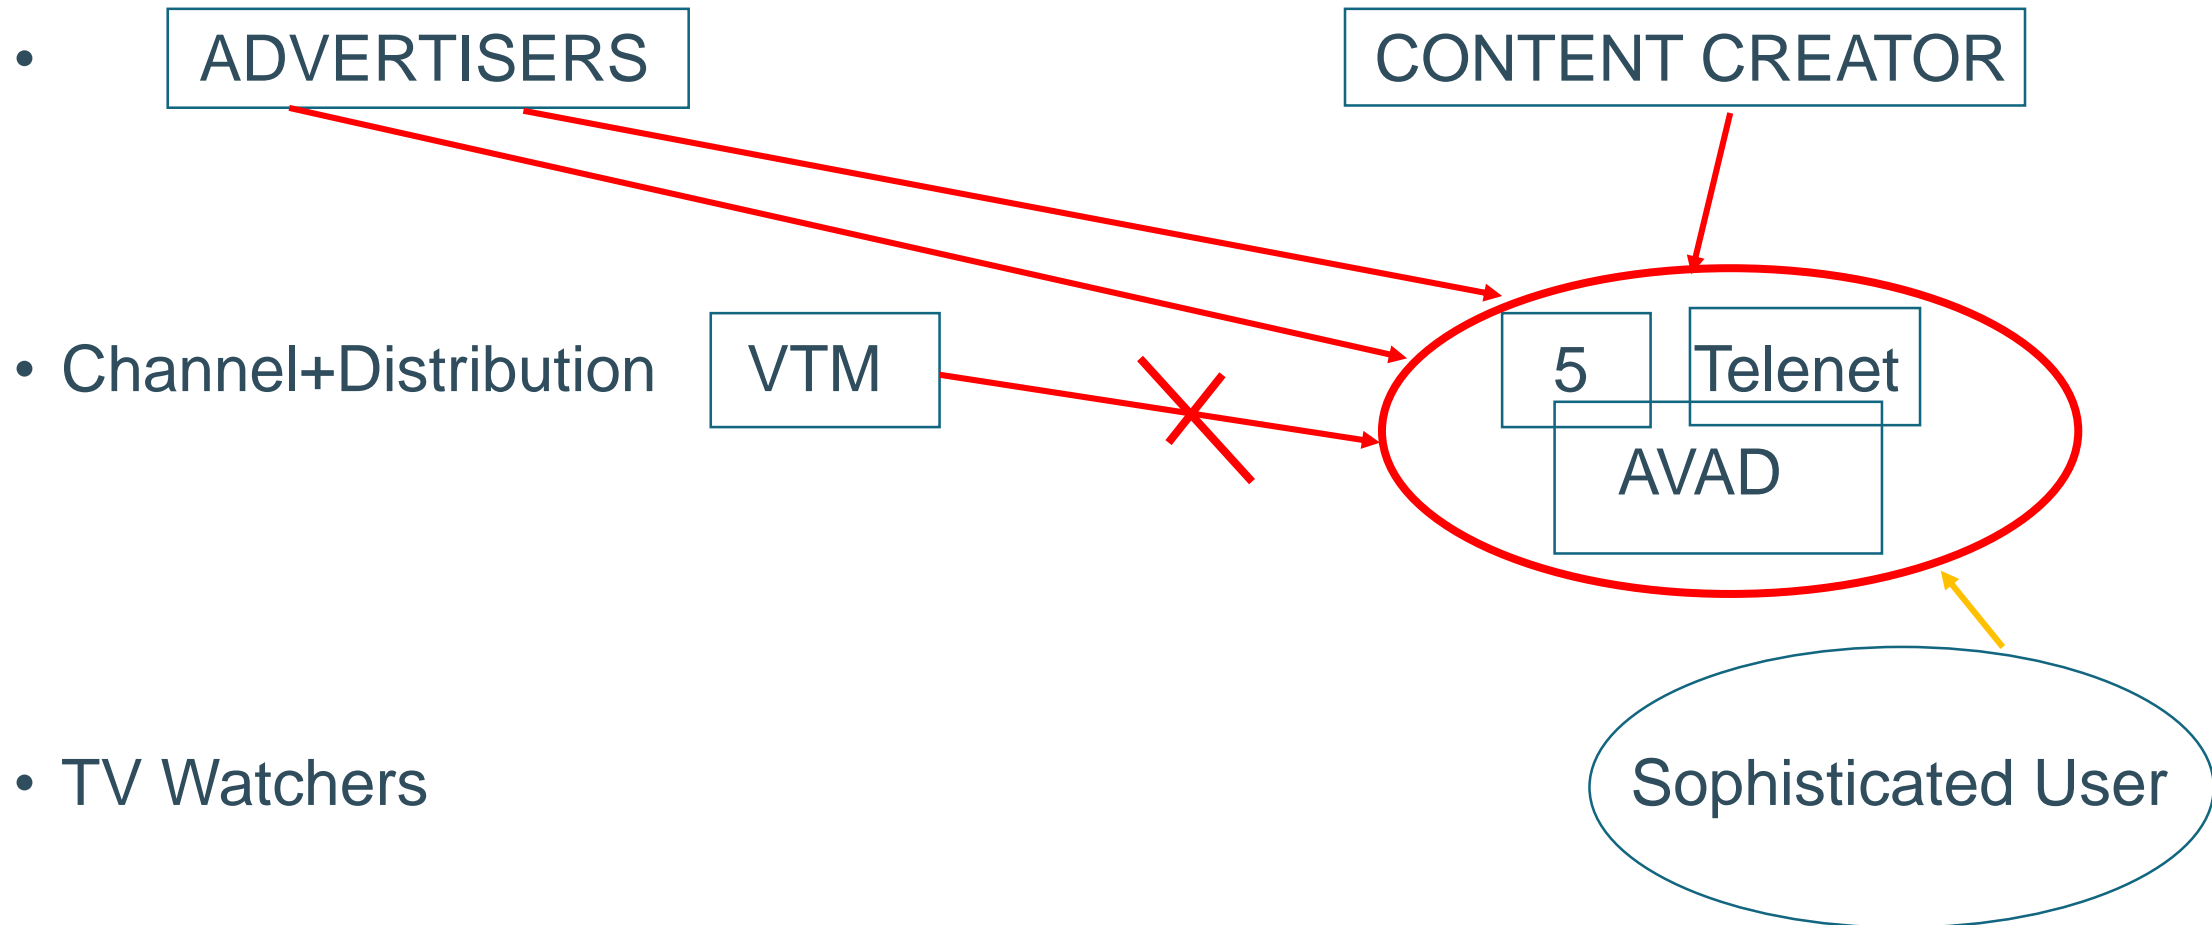 • ADVERTISERS CONTENT CREATOR
• Channel+Distribution VTM 5 Telenet
AVAD
• TV Watchers Sophisticated User